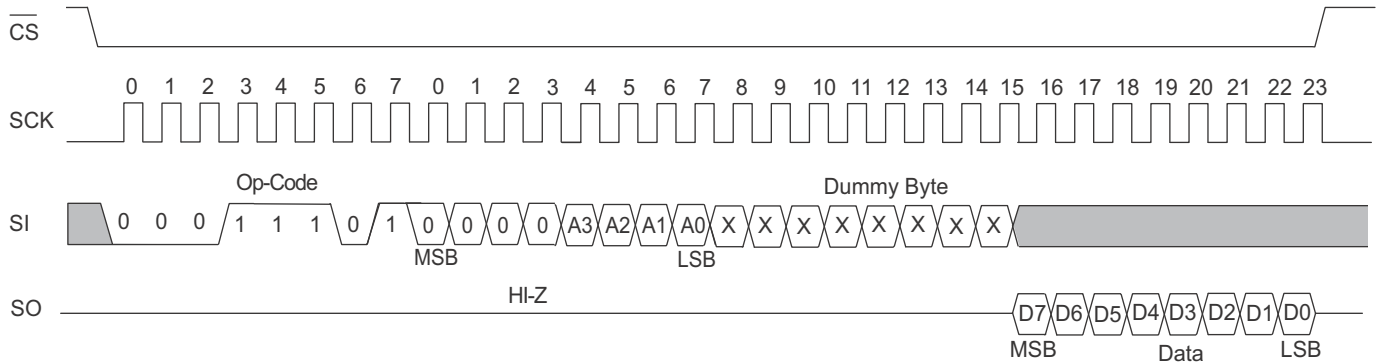 CS
0 1 2 3 4 5 6 7 0 1 2 3 4 5 6 7 8 9 10 11 12 13 14 15 16 17 18 19 20 21 22 23
SCK
Op-Code Dummy Byte
SI 0 0 0 1 1 1 0 1 0 0 0 0 A3 A2 A1 A0 X X X X X X X X
MSB LSB
HI-Z
SO D7 D6 D5 D4 D3 D2 D1 D0
MSB Data LSB